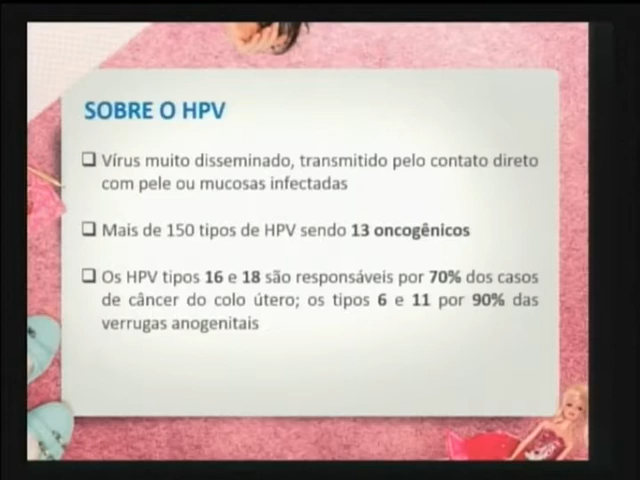 SOBRE O HPV
❑ Vírus muito disseminado, transmitido pelo contato direto
com pele ou mucosas infectadas
❑ Mais de 150 tipos de HPV sendo 13 oncogênicos
❑ Os HPV tipos 16 e 18 são responsáveis por 70% dos casos
de câncer do colo útero; os tipos 6 e 11 por 90% das
verrugas anogenitais